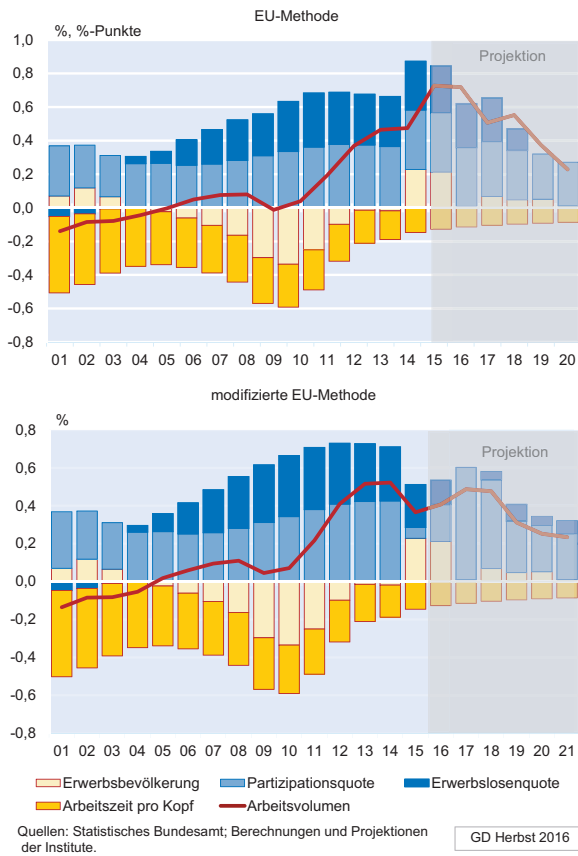 EU-Methode
%, %-Punkte
Projektion
1,0
0,8
0,6
0,4
0,2
0,0
-0,2
-0,4
-0,6
-0,8
01 02 03 04 05 06 07 08 09 10 11 12 13 14 15 16 17 18 19 20
modifizierte EU-Methode
%
Projektion
0,8
0,6
0,4
0,2
0,0
-0,2
-0,4
-0,6
-0,8
01 02 03 04 05 06 07 08 09 10 11 12 13 14 15 16 17 18 19 20 21
Erwerbsbevölkerung Partizipationsquote Erwerbslosenquote
Arbeitszeit pro Kopf Arbeitsvolumen
Quellen: Statistisches Bundesamt; Berechnungen und Projektionen
der Institute.
GD Herbst 2016